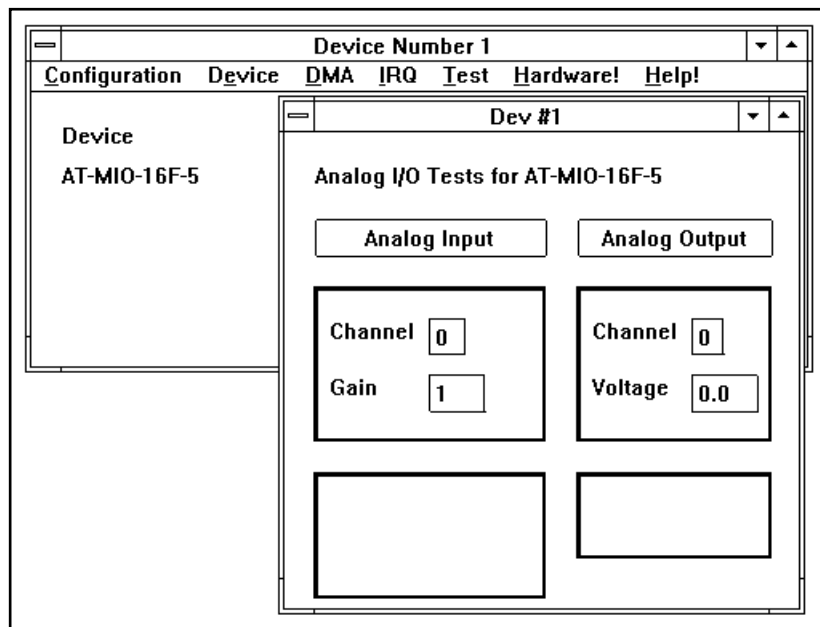 Device Number 1
Configuration Device DMA IRQ Test Hardware! Help!
Device
AT-MIO-16F-5
Dev #1
Analog I/O Tests for AT-MIO-16F-5
Analog Input Analog Output
Channel 0 Channel 0
Gain 1 Voltage 0.0